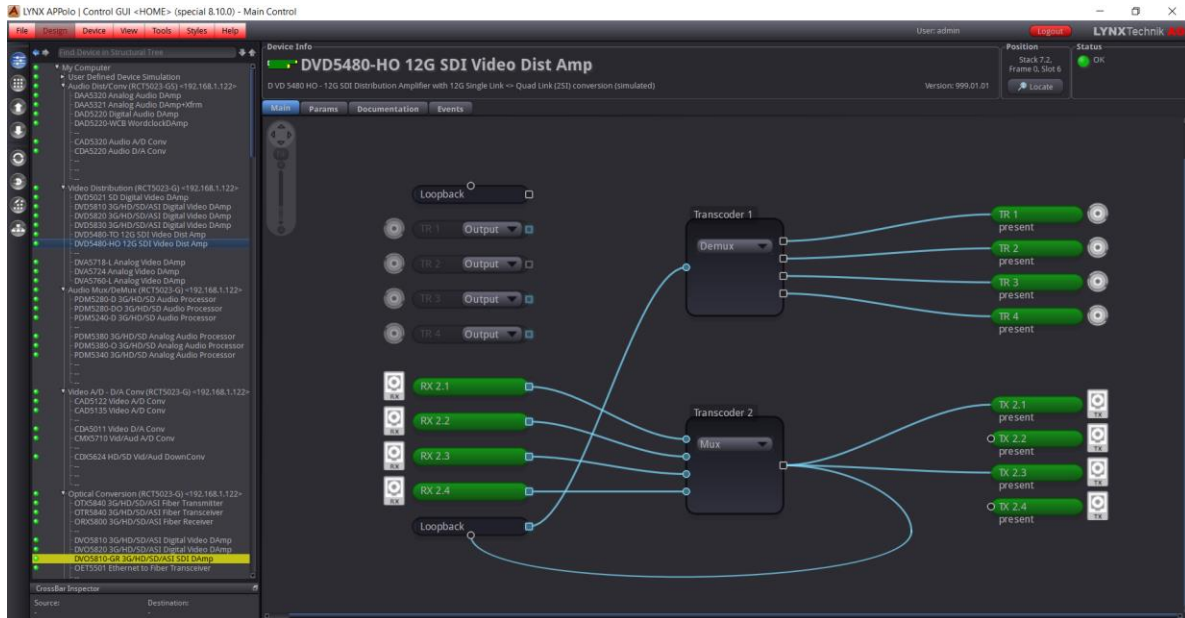 LYNX APPolo | Control GUI <HOME> (special 8.10.0) - Main Control
File Design Device View Tools Styles Help
User: admin
Logout
LYNXTechnik AG
Find Device in Structural Tree
My Computer
User Defined Device Simulation
Audio Dist/Conv (RCT5023-GS) <192.168.1.122>
DAA5320 Analog Audio DAmp
DAA5321 Analog Audio DAmp+Xfrm
DAD5220 Digital Audio DAmp
DAD5220-WCB WordclockDAmp
--
CAD5320 Audio A/D Conv
CDA5220 Audio D/A Conv
--
--
--
Video Distribution (RCT5023-G) <192.168.1.122>
DVD5021 SD Digital Video DAmp
DVD5810 3G/HD/SD/ASI Digital Video DAmp
DVD5820 3G/HD/SD/ASI Digital Video DAmp
DVD5830 3G/HD/SD/ASI Digital Video DAmp
DVD5480-TO 12G SDI Video Dist Amp
DVD5480-HO 12G SDI Video Dist Amp
--
DVA5718-L Analog Video DAmp
DVA5724 Analog Video DAmp
DVA5760-L Analog Video DAmp
Audio Mux/DeMux (RCT5023-G) <192.168.1.122>
PDM5280-D 3G/HD/SD Audio Processor
PDM5280-DO 3G/HD/SD Audio Processor
PDM5240-D 3G/HD/SD Audio Processor
--
PDM5380 3G/HD/SD Analog Audio Processor
PDM5380-O 3G/HD/SD Analog Audio Processor
PDM5340 3G/HD/SD Analog Audio Processor
--
--
--
Video A/D - D/A Conv (RCT5023-G) <192.168.1.122>
CAD5122 Video A/D Conv
CAD5135 Video A/D Conv
--
CDA5011 Video D/A Conv
CMX5710 Vid/Aud A/D Conv
--
CDX5624 HD/SD Vid/Aud DownConv
--
--
--
Optical Conversion (RCT5023-G) <192.168.1.122>
OTX5840 3G/HD/SD/ASI Fiber Transmitter
OTR5840 3G/HD/SD/ASI Fiber Transceiver
ORX5800 3G/HD/SD/ASI Fiber Receiver
--
DVO5810 3G/HD/SD/ASI Digital Video DAmp
DVO5820 3G/HD/SD/ASI Digital Video DAmp
DVO5810-GR 3G/HD/SD/ASI SDI DAmp
OET5501 Ethernet to Fiber Transceiver
CrossBar Inspector
Source: Destination:
- -
Device Info
DVD5480-HO 12G SDI Video Dist Amp
D VD 5480 HO - 12G SDI Distribution Amplifier with 12G Single Link <> Quad Link (2SI) conversion (simulated)
Version: 999.01.01
Position
Stack 7.2,
Frame 0, Slot 6
Locate
Status
OK
Main Params Documentation Events
Loopback
TR 1 Output
TR 2 Output
TR 3 Output
TR 4 Output
RX 2.1
RX
RX 2.2
RX
RX 2.3
RX
RX 2.4
RX
Loopback
Transcoder 1
Demux
Transcoder 2
Mux
TR 1
present
TR 2
present
TR 3
present
TR 4
present
TX 2.1
present
TX
TX 2.2
present
TX
TX 2.3
present
TX
TX 2.4
present
TX